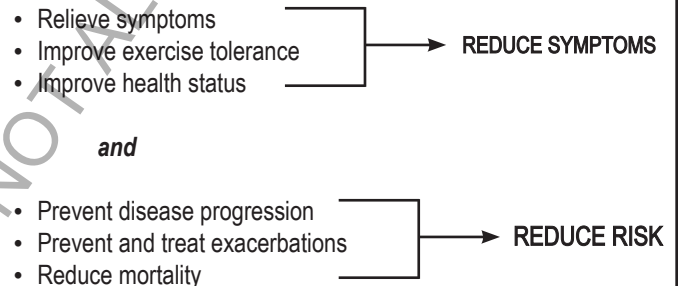 • Relieve symptoms
• Improve exercise tolerance
• Improve health status
REDUCE SYMPTOMS
and
• Prevent disease progression
• Prevent and treat exacerbations
• Reduce mortality
REDUCE RISK
NOT